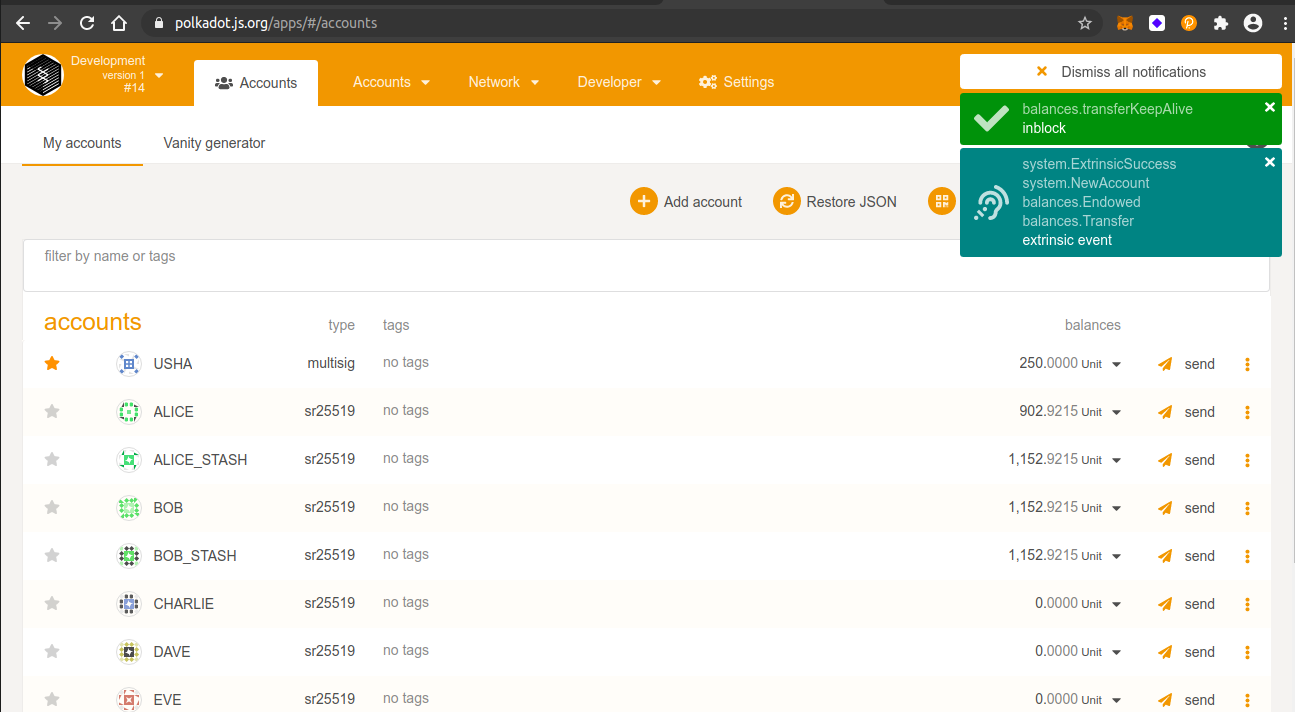 polkadot.js.org/apps/#/accounts
Development
version 1
#14
Accounts
Accounts
Network
Developer
Settings
Dismiss all notifications
balances.transferKeepAlive
inblock
My accounts
Vanity generator
system.ExtrinsicSuccess
system.NewAccount
balances.Endowed
balances.Transfer
extrinsic event
Add account
Restore JSON
filter by name or tags
accounts type tags balances
USHA multisig no tags 250.0000 Unit send
ALICE sr25519 no tags 902.9215 Unit send
ALICE_STASH sr25519 no tags 1,152.9215 Unit send
BOB sr25519 no tags 1,152.9215 Unit send
BOB_STASH sr25519 no tags 1,152.9215 Unit send
CHARLIE sr25519 no tags 0.0000 Unit send
DAVE sr25519 no tags 0.0000 Unit send
EVE sr25519 no tags 0.0000 Unit send